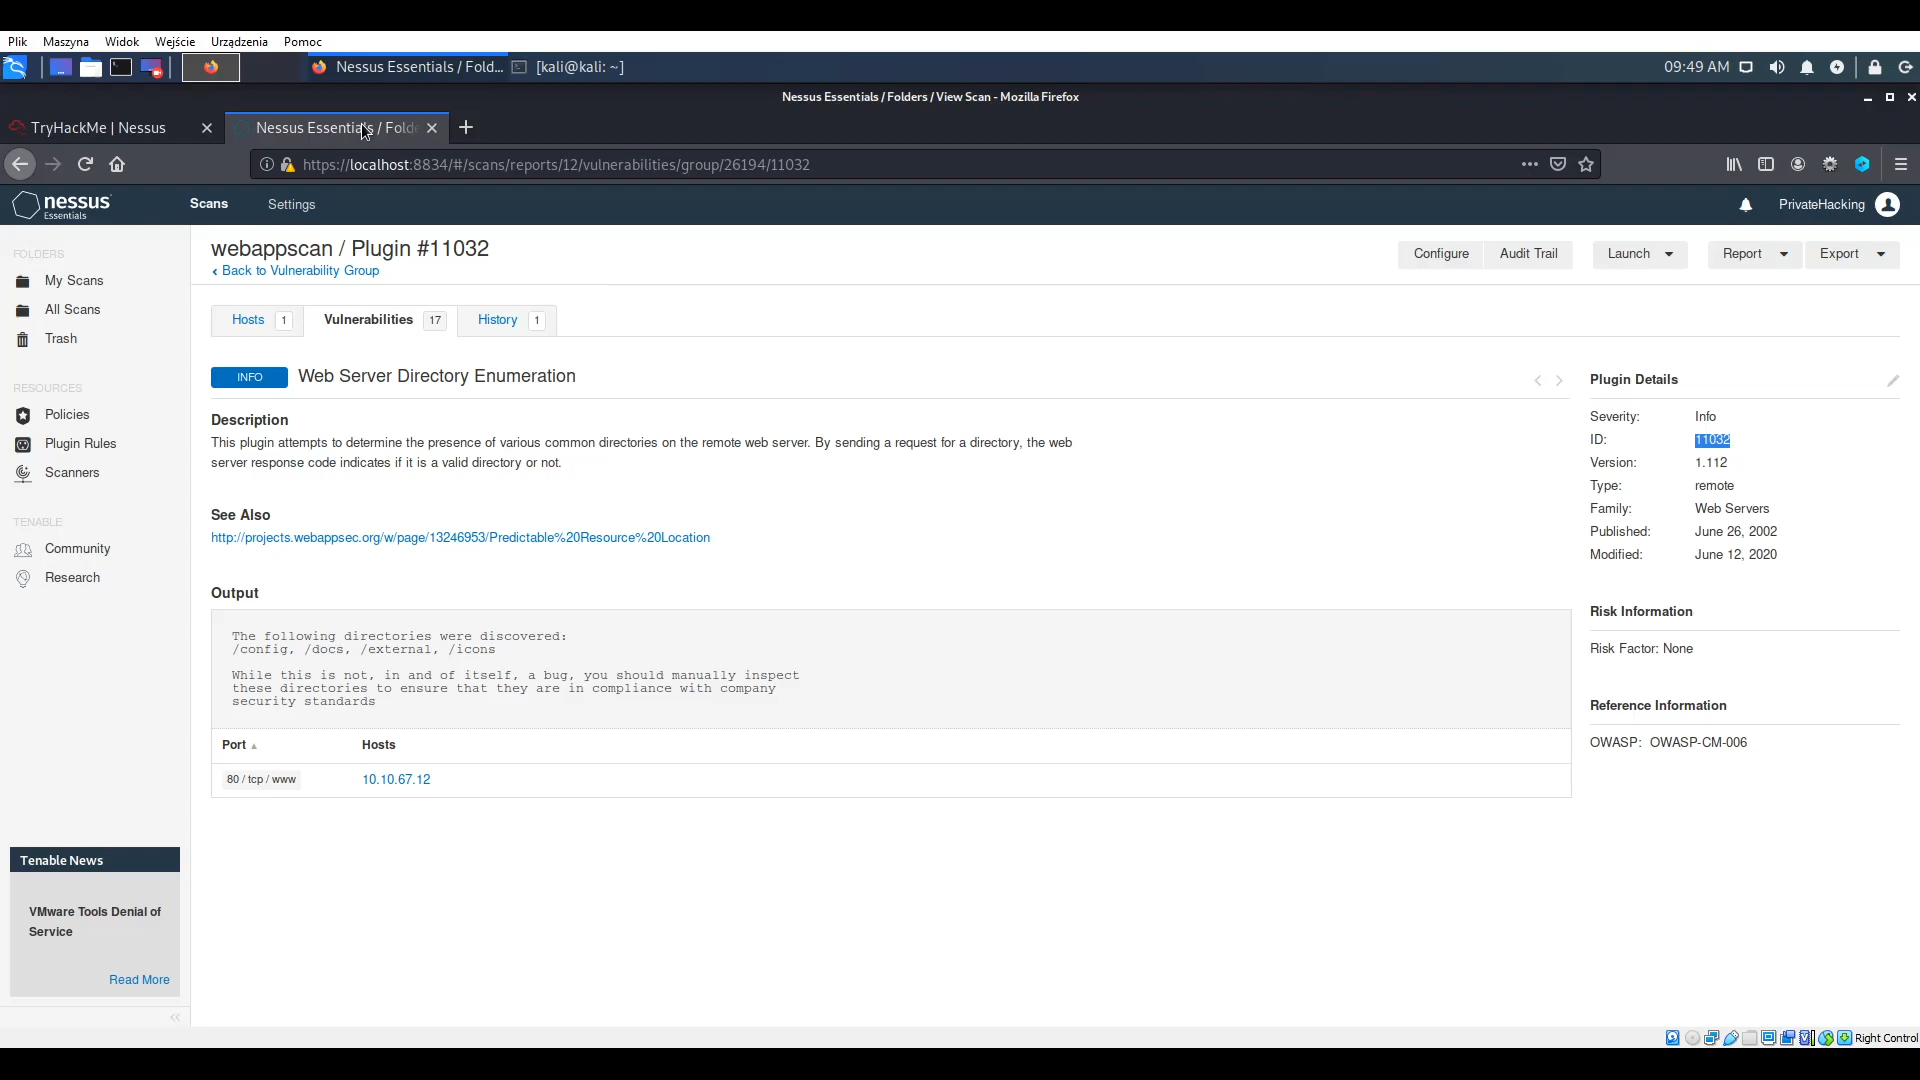 Plik Maszyna Widok Wejście Urządzenia Pomoc
Nessus Essentials / Fold... [kali@kali: ~] 09:49 AM
Nessus Essentials / Folders / View Scan - Mozilla Firefox
TryHackMe | Nessus Nessus Essentials / Folde
https://localhost:8834/#/scans/reports/12/vulnerabilities/group/26194/11032
nessus Essentials Scans Settings PrivateHacking
webappscan / Plugin #11032
Configure Audit Trail Launch Report Export
‹ Back to Vulnerability Group
FOLDERS
My Scans
All Scans
Trash
RESOURCES
Policies
Plugin Rules
Scanners
TENABLE
Community
Research
Tenable News
VMware Tools Denial of
Service
Read More
Hosts 1 Vulnerabilities 17 History 1
INFO Web Server Directory Enumeration
Description
This plugin attempts to determine the presence of various common directories on the remote web server. By sending a request for a directory, the web
server response code indicates if it is a valid directory or not.
See Also
http://projects.webappsec.org/w/page/13246953/Predictable%20Resource%20Location
Output
The following directories were discovered:
/config, /docs, /external, /icons
While this is not, in and of itself, a bug, you should manually inspect
these directories to ensure that they are in compliance with company
security standards
Port Hosts
80 / tcp / www 10.10.67.12
Plugin Details
Severity: Info
ID: 11032
Version: 1.112
Type: remote
Family: Web Servers
Published: June 26, 2002
Modified: June 12, 2020
Risk Information
Risk Factor: None
Reference Information
OWASP: OWASP-CM-006
Right Control